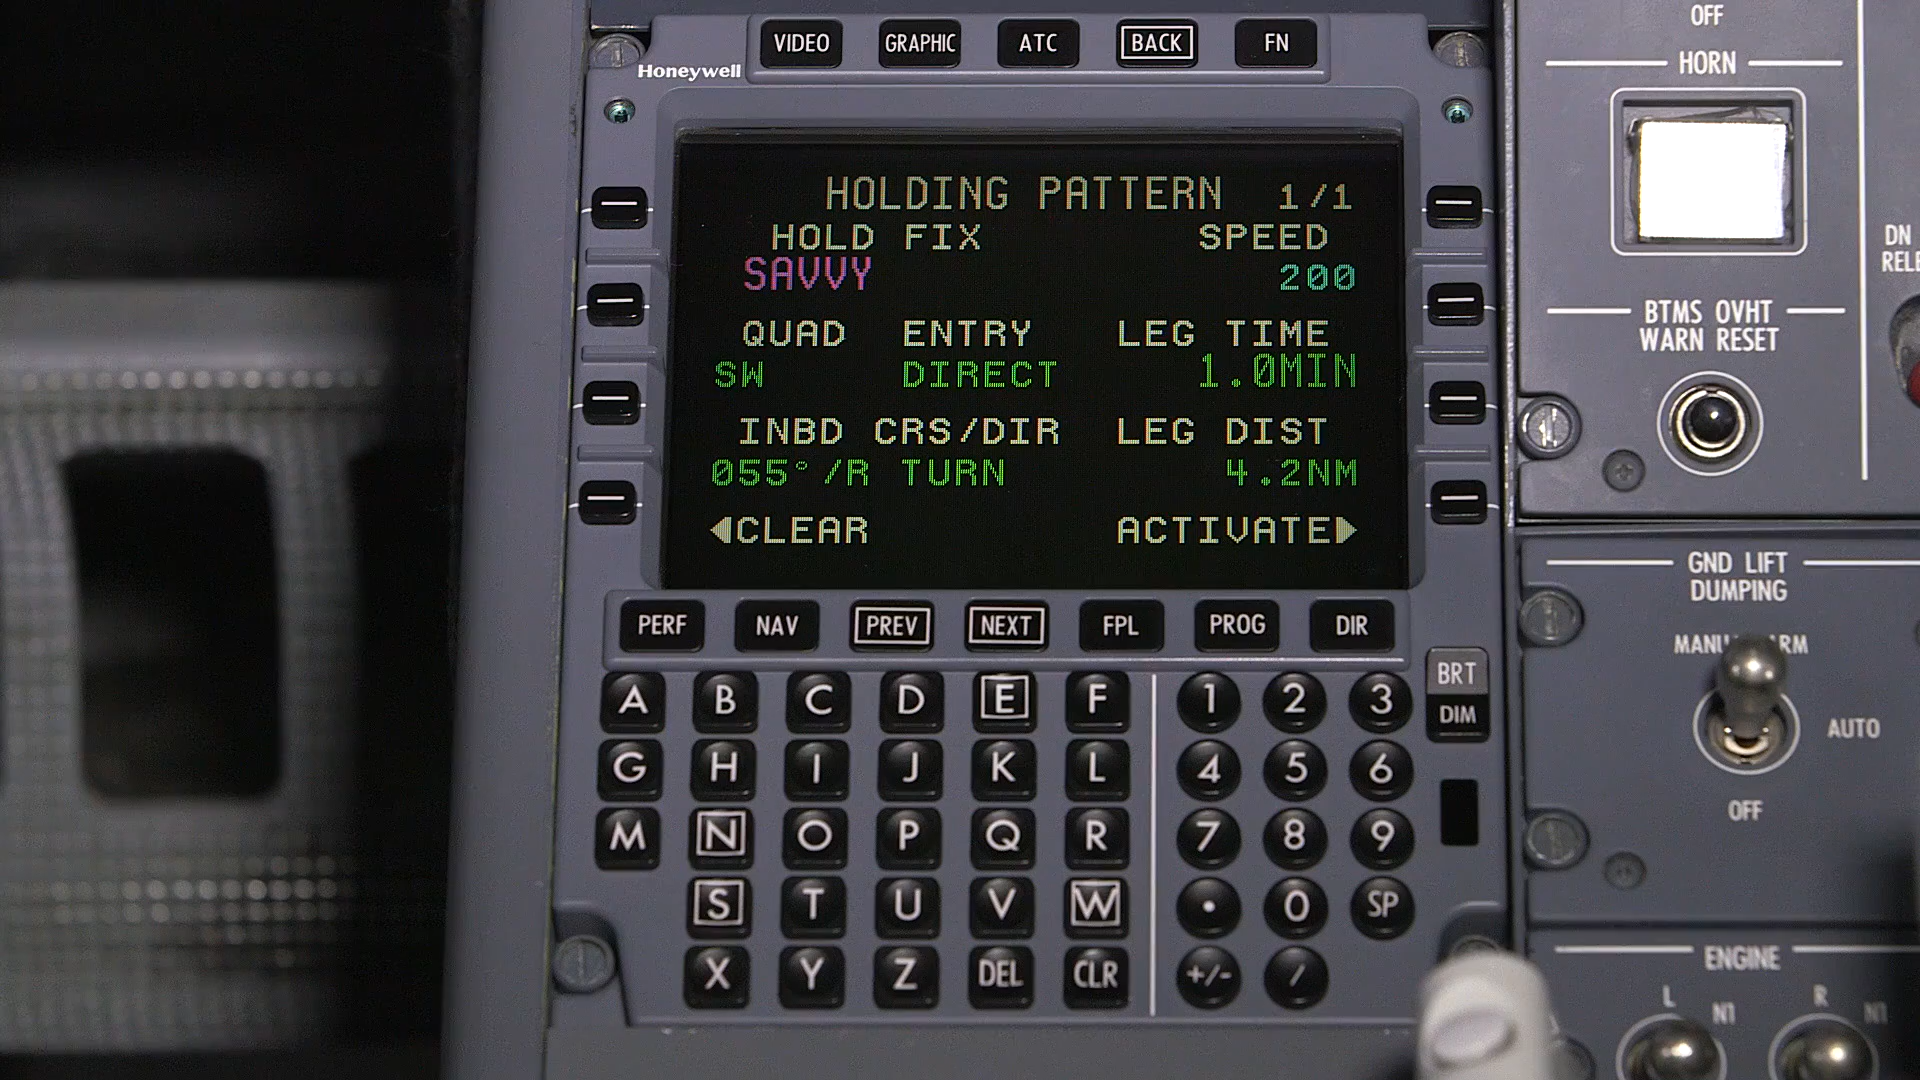 VIDEO GRAPHIC ATC BACK FN
Honeywell
HOLDING PATTERN 1/1
HOLD FIX SPEED
SAVVY 200
QUAD ENTRY LEG TIME
SW DIRECT 1.0MIN
INBD CRS/DIR LEG DIST
055°/R TURN 4.2NM
◀CLEAR ACTIVATE▶
PERF NAV PREV NEXT FPL PROG DIR
BRT
DIM
A B C D E F 1 2 3
G H I J K L 4 5 6
M N O P Q R 7 8 9
S T U V W • 0 SP
X Y Z DEL CLR +/- /
OFF
HORN
DN
BTMS OVHT
WARN RESET
GND LIFT
DUMPING
AUTO
OFF
ENGINE
L R
N1 N1